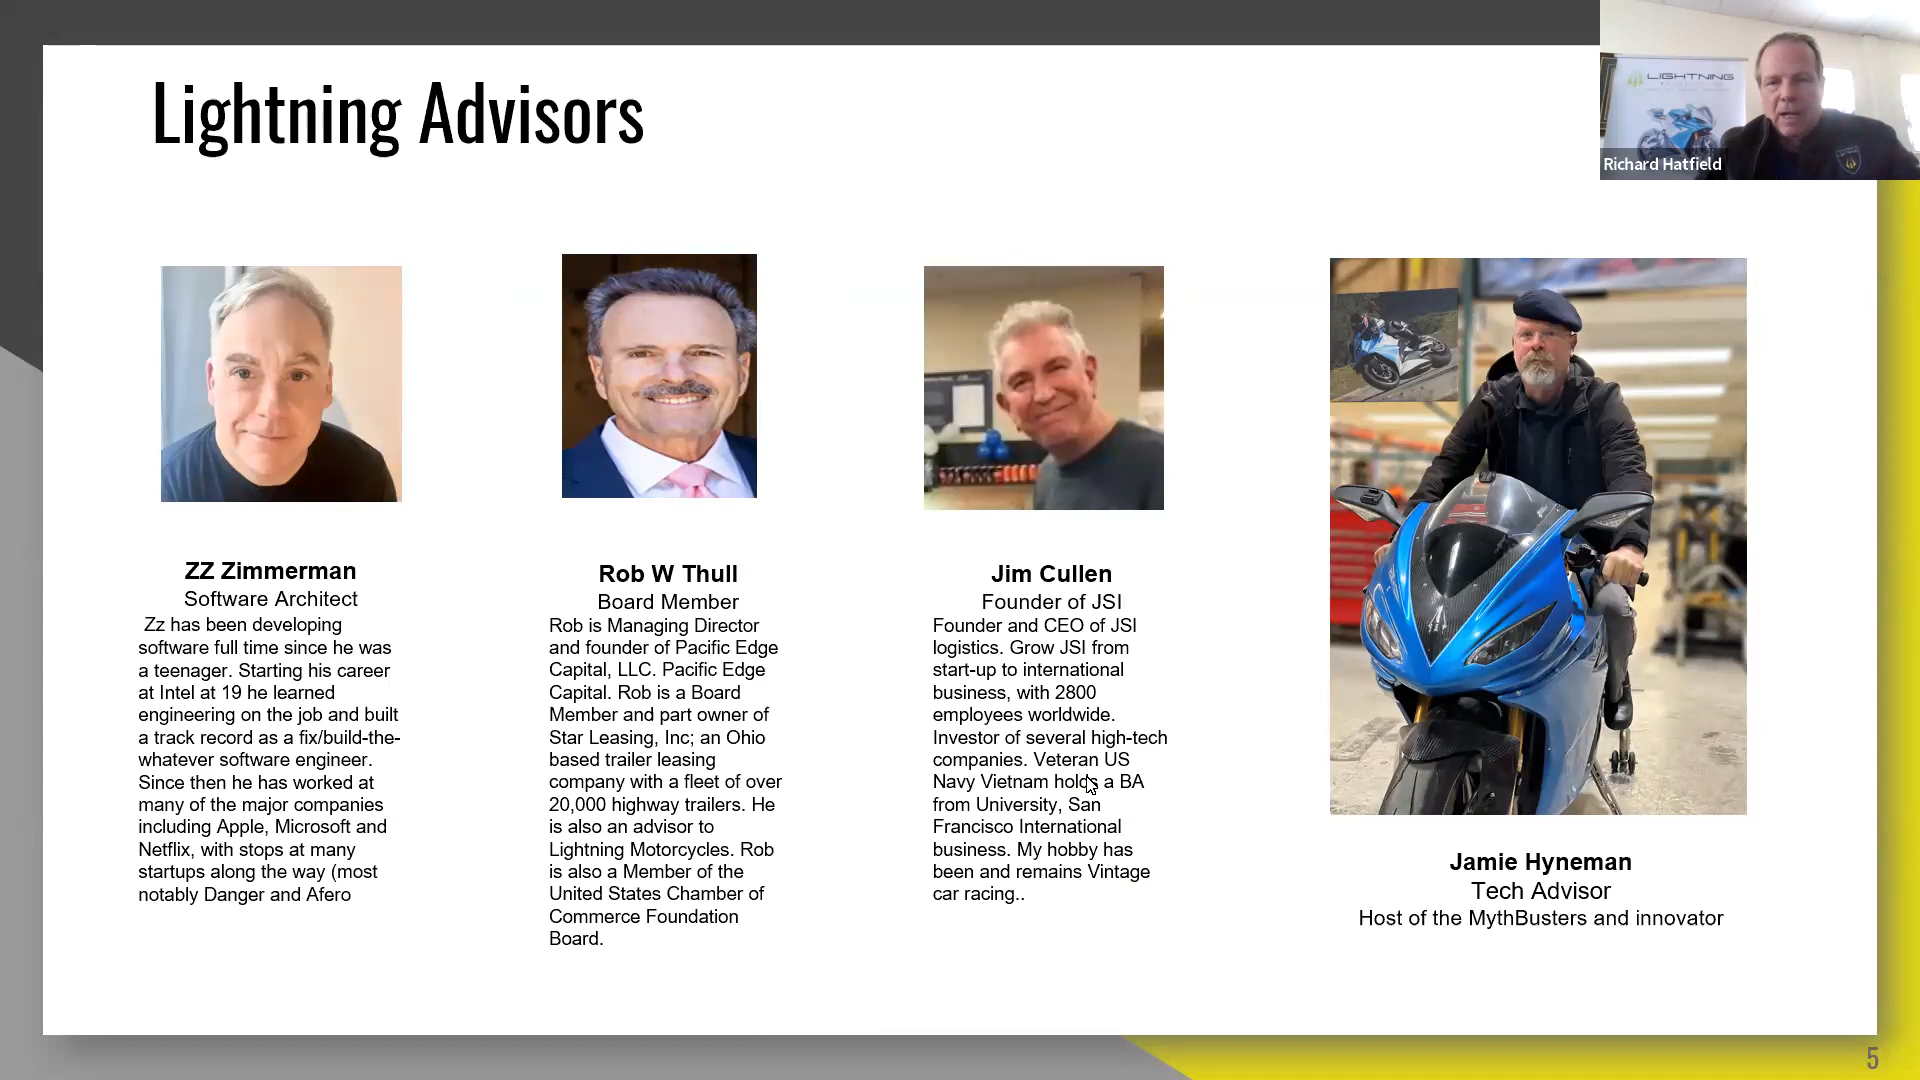 Lightning Advisors
LIGHTNING
Richard Hatfield
ZZ Zimmerman
Software Architect
Zz has been developing
software full time since he was
a teenager. Starting his career
at Intel at 19 he learned
engineering on the job and built
a track record as a fix/build-the-
whatever software engineer.
Since then he has worked at
many of the major companies
including Apple, Microsoft and
Netflix, with stops at many
startups along the way (most
notably Danger and Afero
Rob W Thull
Board Member
Rob is Managing Director
and founder of Pacific Edge
Capital, LLC. Pacific Edge
Capital. Rob is a Board
Member and part owner of
Star Leasing, Inc; an Ohio
based trailer leasing
company with a fleet of over
20,000 highway trailers. He
is also an advisor to
Lightning Motorcycles. Rob
is also a Member of the
United States Chamber of
Commerce Foundation
Board.
Jim Cullen
Founder of JSI
Founder and CEO of JSI
logistics. Grow JSI from
start-up to international
business, with 2800
employees worldwide.
Investor of several high-tech
companies. Veteran US
Navy Vietnam holds a BA
from University, San
Francisco International
business. My hobby has
been and remains Vintage
car racing..
Jamie Hyneman
Tech Advisor
Host of the MythBusters and innovator
5